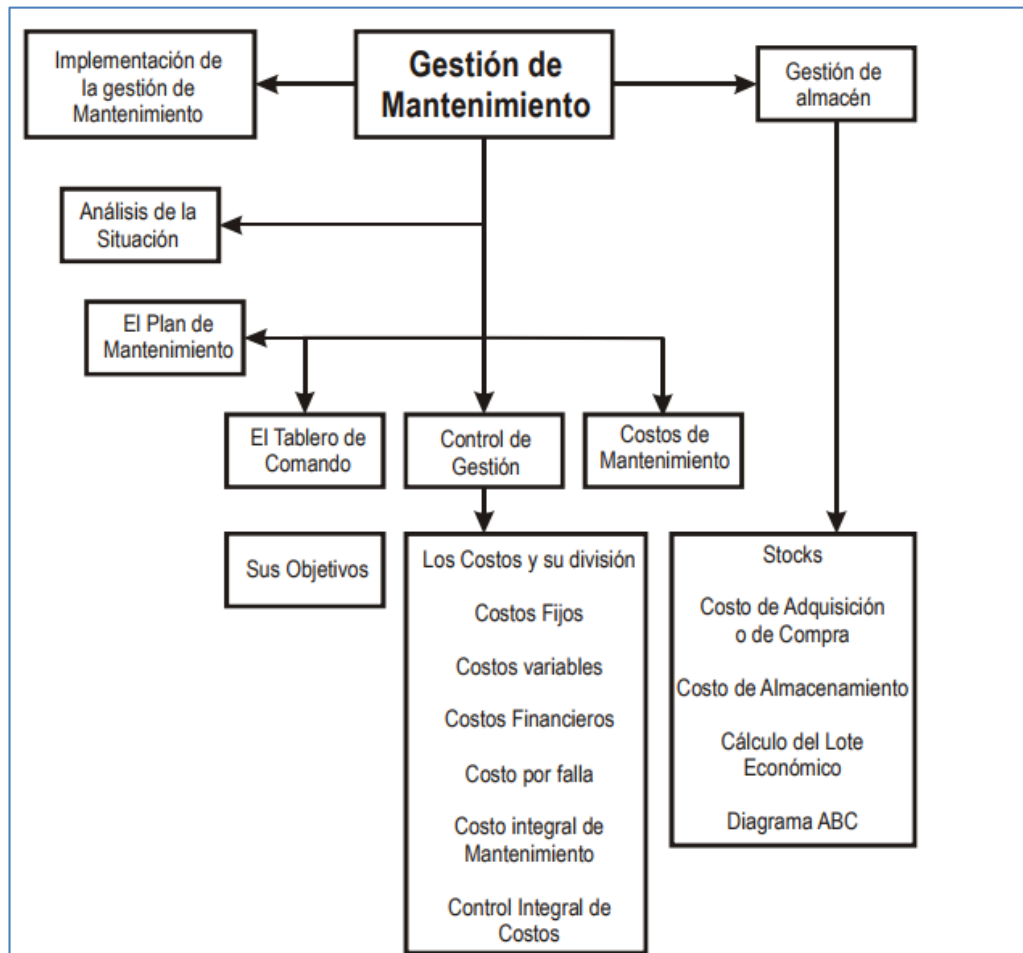 Implementación de
la gestión de
Mantenimiento
Gestión de
Mantenimiento
Gestión de
almacén
Análisis de la
Situación
El Plan de
Mantenimiento
El Tablero de
Comando
Control de
Gestión
Costos de
Mantenimiento
Sus Objetivos
Los Costos y su división
Costos Fijos
Costos variables
Costos Financieros
Costo por falla
Costo integral de
Mantenimiento
Control Integral de
Costos
Stocks
Costo de Adquisición
o de Compra
Costo de Almacenamiento
Cálculo del Lote
Económico
Diagrama ABC